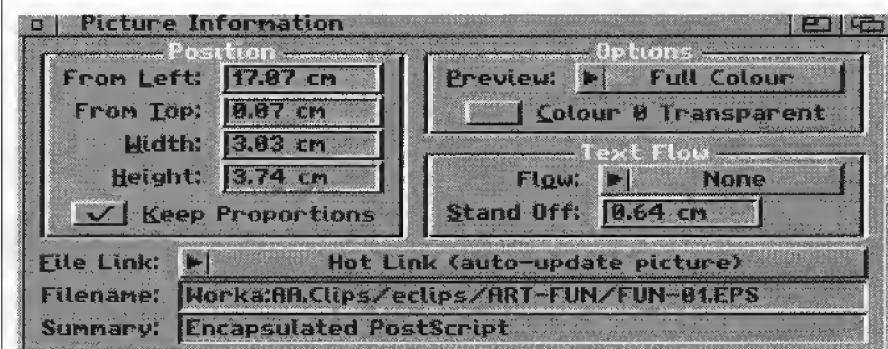 Picture Information
Position
From Left: 17.07 cm
From Top: 0.07 cm
Width: 3.03 cm
Height: 3.74 cm
Keep Proportions
Options
Preview: Full Colour
Colour 0 Transparent
Text Flow
Flow: None
Stand Off: 0.64 cm
File Link: Hot Link (auto-update picture)
Filename: Worka:AA.Clips/eclips/ART-FUN/FUN-01.EPS
Summary: Encapsulated PostScript